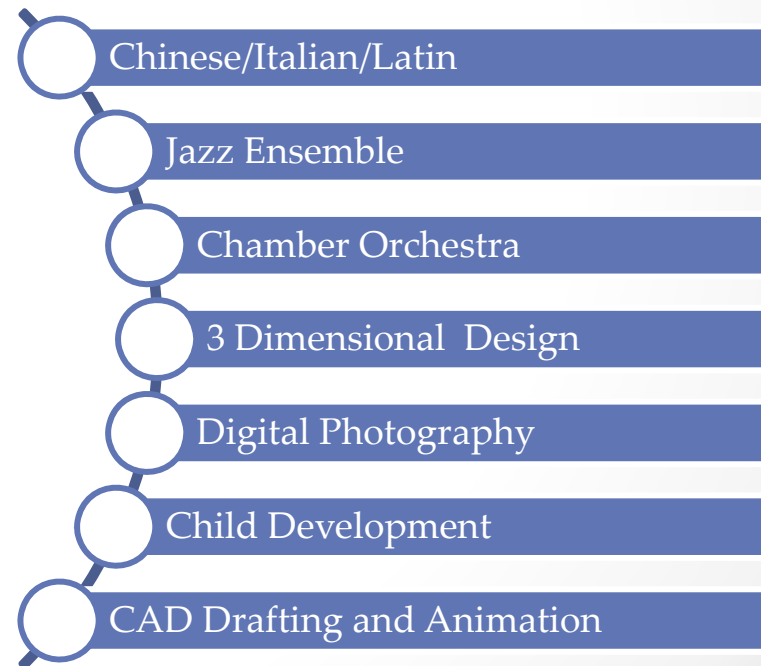 Chinese/Italian/Latin
Jazz Ensemble
Chamber Orchestra
3 Dimensional  Design
Digital Photography
Child Development
CAD Drafting and Animation